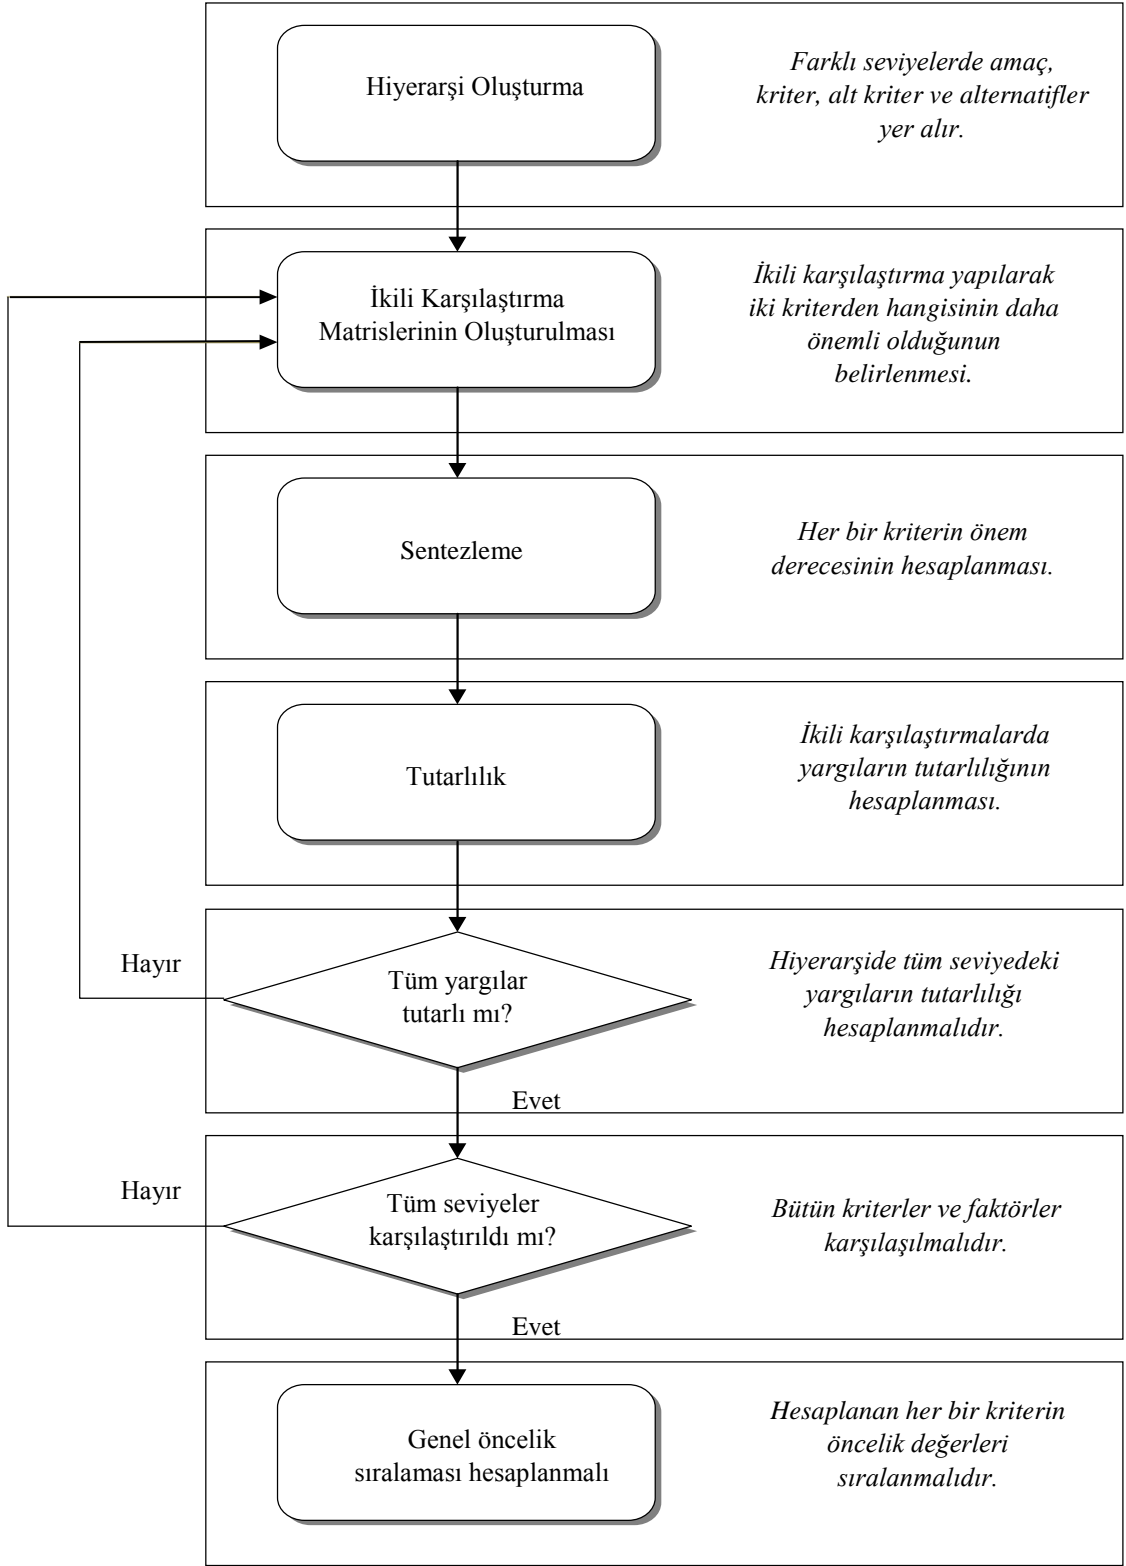 Hiyerarşi Oluşturma
Farklı seviyelerde amaç,
kriter, alt kriter ve alternatifler
yer alır.
İkili Karşılaştırma
Matrislerinin Oluşturulması
İkili karşılaştırma yapılarak
iki kriterden hangisinin daha
önemli olduğunun
belirlenmesi.
Sentezleme
Her bir kriterin önem
derecesinin hesaplanması.
Tutarlılık
İkili karşılaştırmalarda
yargıların tutarlılığının
hesaplanması.
Hayır
Tüm yargılar
tutarlı mı?
Hiyerarşide tüm seviyedeki
yargıların tutarlılığı
hesaplanmalıdır.
Evet
Hayır
Tüm seviyeler
karşılaştırıldı mı?
Bütün kriterler ve faktörler
karşılaşılmalıdır.
Evet
Genel öncelik
sıralaması hesaplanmalı
Hesaplanan her bir kriterin
öncelik değerleri
sıralanmalıdır.